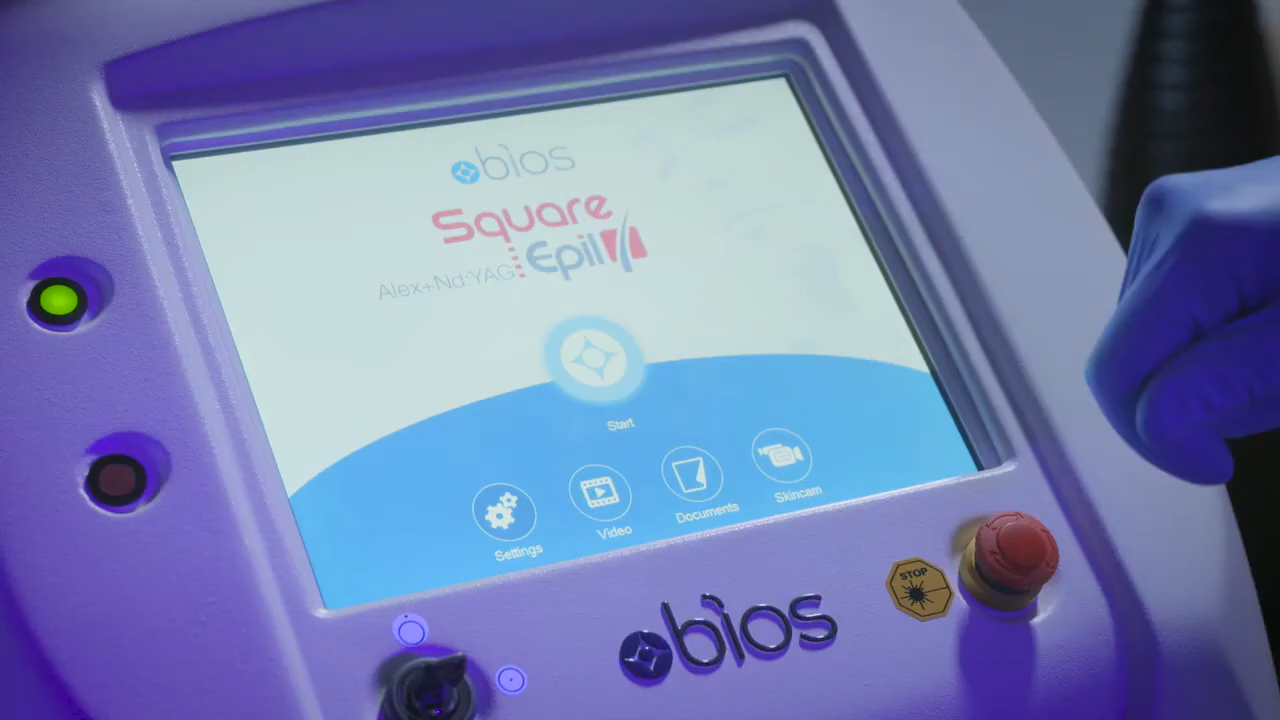 bios
Square
Epil
Alex+Nd:YAG
Start
Settings
Video
Documents
Skincam
STOP
bios